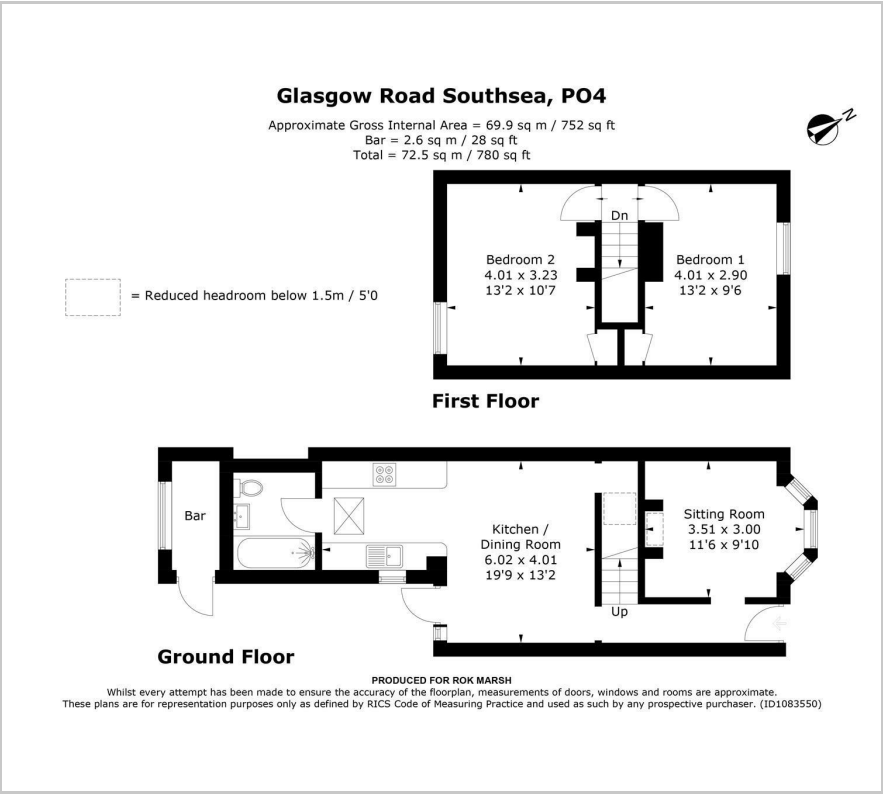 Glasgow Road Southsea, PO4
Approximate Gross Internal Area = 69.9 sq m / 752 sq ft
Bar = 2.6 sq m / 28 sq ft
Total = 72.5 sq m / 780 sq ft
N
Dn
Bedroom 2
4.01 x 3.23
13'2 x 10'7
Bedroom 1
4.01 x 2.90
13'2 x 9'6
= Reduced headroom below 1.5m / 5'0
First Floor
Bar
Kitchen /
Dining Room
6.02 x 4.01
19'9 x 13'2
Sitting Room
3.51 x 3.00
11'6 x 9'10
Up
Ground Floor
PRODUCED FOR ROK MARSH
Whilst every attempt has been made to ensure the accuracy of the floorplan, measurements of doors, windows and rooms are approximate.
These plans are for representation purposes only as defined by RICS Code of Measuring Practice and used as such by any prospective purchaser. (ID1083550)